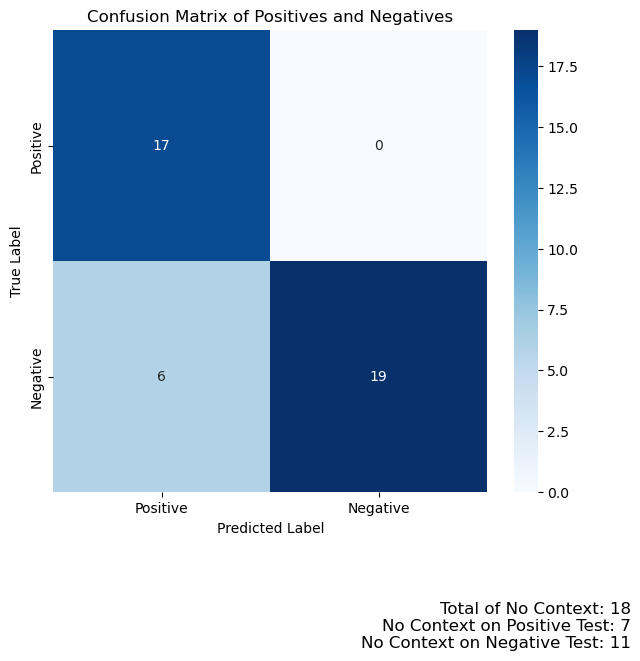 Confusion Matrix of Positives and Negatives
True Label
Positive
17
0
Negative
6
19
Positive
Negative
Predicted Label
17.5
15.0
12.5
10.0
7.5
5.0
2.5
0.0
Total of No Context: 18
No Context on Positive Test: 7
No Context on Negative Test: 11